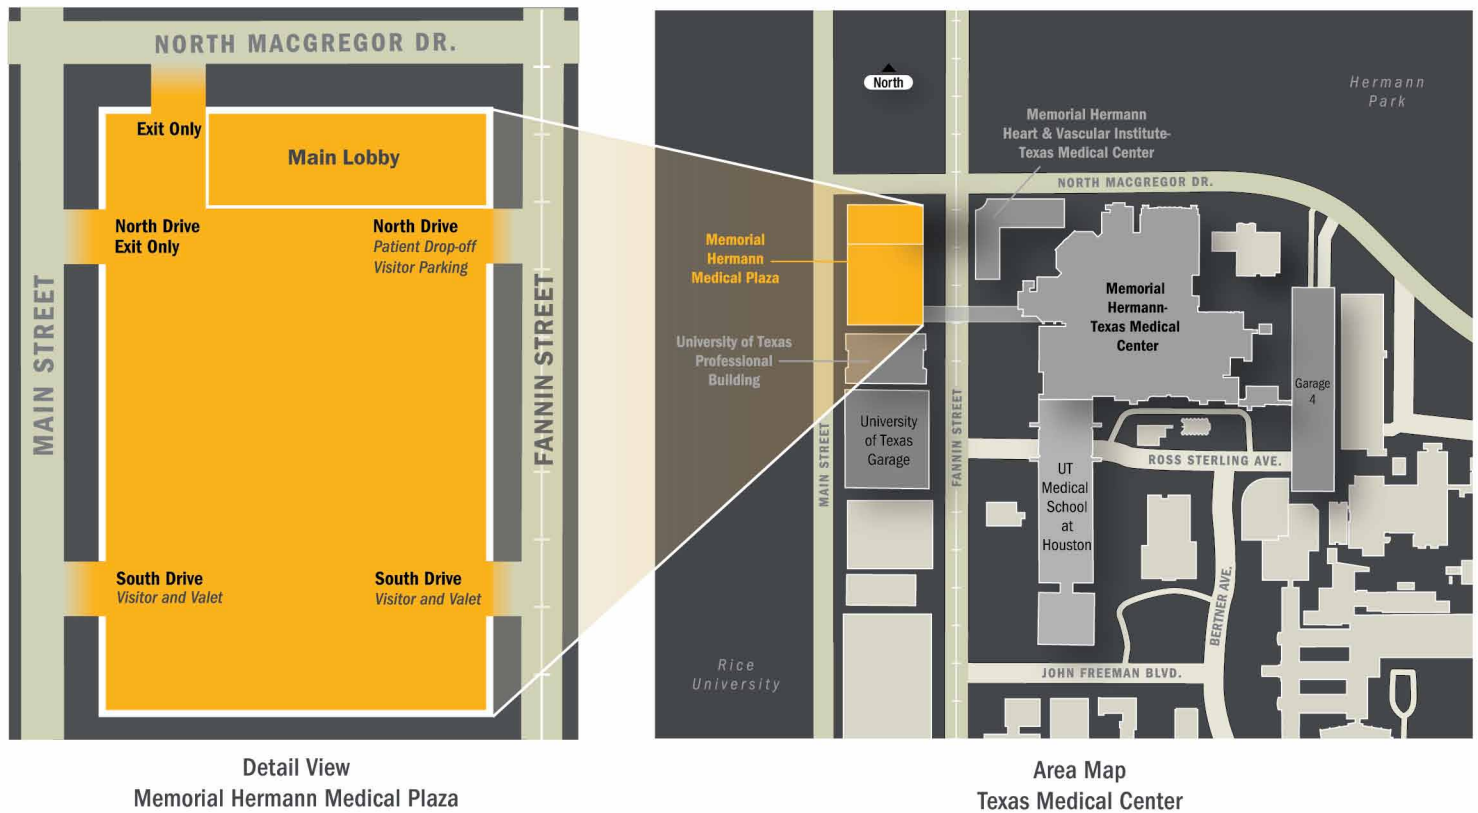 NORTH MACGREGOR DR.
Exit Only
Main Lobby
North Drive
Exit Only
North Drive
Patient Drop-off
Visitor Parking
MAIN STREET
FANNIN STREET
South Drive
Visitor and Valet
South Drive
Visitor and Valet
Detail View
Memorial Hermann Medical Plaza
North
Hermann
Park
Memorial Hermann
Heart & Vascular Institute-
Texas Medical Center
NORTH MACGREGOR DR.
Memorial
Hermann
Medical Plaza
Memorial
Hermann-
Texas Medical
Center
University of Texas
Professional
Building
Garage
4
University
of Texas
Garage
MAIN STREET
FANNIN STREET
ROSS STERLING AVE.
UT
Medical
School
at
Houston
BERTNER AVE.
Rice
University
JOHN FREEMAN BLVD.
Area Map
Texas Medical Center